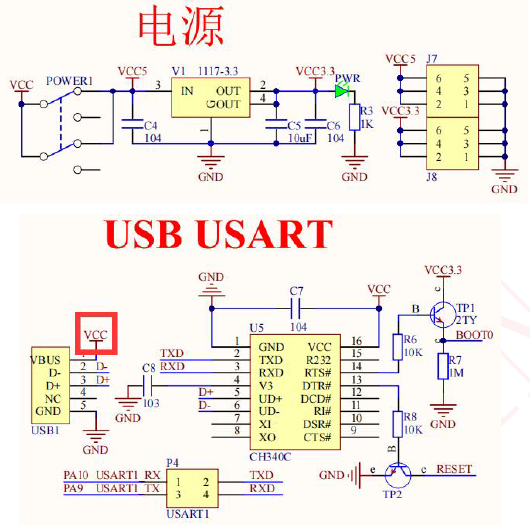 电源
VCC POWER1 VCC5 V1 1117-3.3 VCC3.3 PWR VCC5 J7
3 IN OUT 2
GOUT 4
1
C4 104
C5 10uF
C6 104
R3 1K
GND GND
6 5
4 3
2 1
VCC3.3
6 5
4 3
2 1
J8 GND
USB USART
GND C7 104 VCC VCC3.3
VCC
VBUS 1
D- 2 D-
D+ 3 D+
NC 4
GND 5
USB1
GND
C8 103
GND
U5
1 GND VCC 16
TXD 2 TXD R232 15
RXD 3 RXD RTS# 14
4 V3 DTR# 13
D+ 5 UD+ DCD# 12
D- 6 UD- RI# 11
7 XI DSR# 10
8 XO CTS# 9
CH340C
R6 10K
B c e TP1 2TY
BOOT0
R7 1M
GND
R8 10K
B
GND e c RESET
TP2
P4
PA10 USART1 RX 1 2 TXD
PA9 USART1 TX 3 4 RXD
USART1